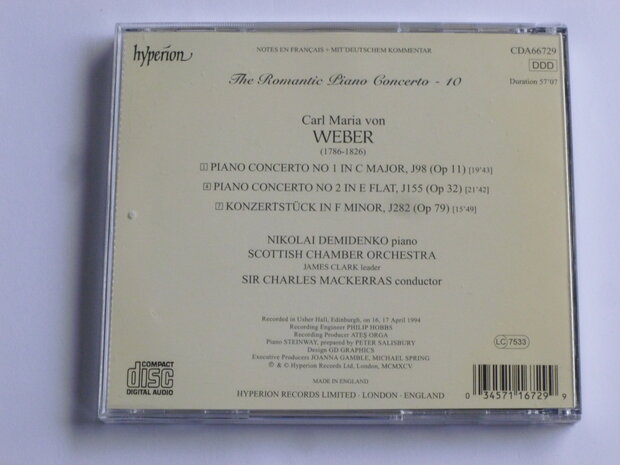 hyperion
NOTES EN FRANÇAIS + MIT DEUTSCHEM KOMMENTAR
CDA66729
DDD
Duration 57'07
The Romantic Piano Concerto - 10
Carl Maria von
WEBER
(1786-1826)
1 PIANO CONCERTO NO 1 IN C MAJOR, J98 (Op 11) [19'43]
4 PIANO CONCERTO NO 2 IN E FLAT, J155 (Op 32) [21'42]
7 KONZERTSTÜCK IN F MINOR, J282 (Op 79) [15'49]
NIKOLAI DEMIDENKO piano
SCOTTISH CHAMBER ORCHESTRA
JAMES CLARK leader
SIR CHARLES MACKERRAS conductor
Recorded in Usher Hall, Edinburgh, on 16, 17 April 1994
Recording Engineer PHILIP HOBBS
Recording Producer ATEŞ ORGA
Piano STEINWAY, prepared by PETER SALISBURY
Design GD GRAPHICS
Executive Producers JOANNA GAMBLE, MICHAEL SPRING
℗ & © Hyperion Records Ltd, London, MCMXCV
MADE IN ENGLAND
HYPERION RECORDS LIMITED · LONDON · ENGLAND
COMPACT
disc
DIGITAL AUDIO
LC 7533
0 34571 16729 9